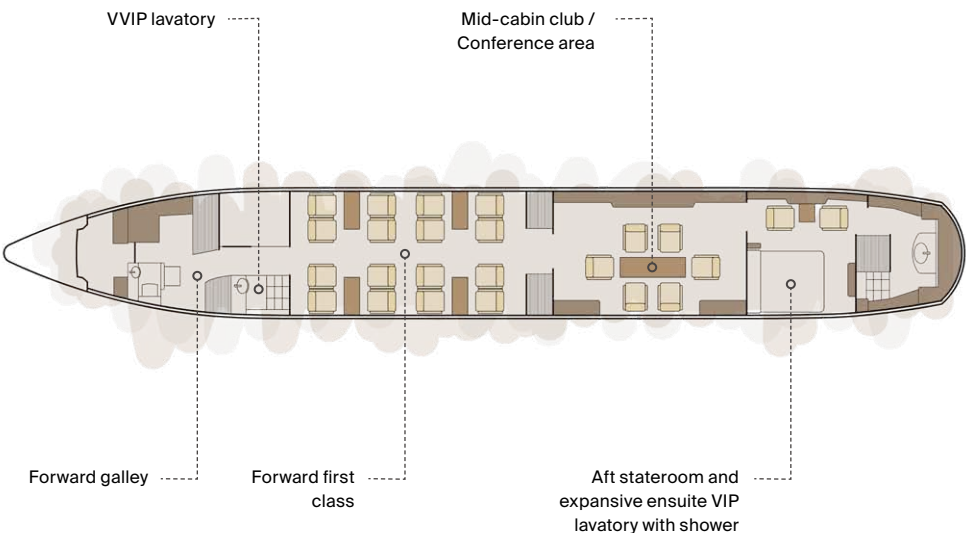 VVIP lavatory
Mid-cabin club /
Conference area
Forward galley
Forward first
class
Aft stateroom and
expansive ensuite VIP
lavatory with shower